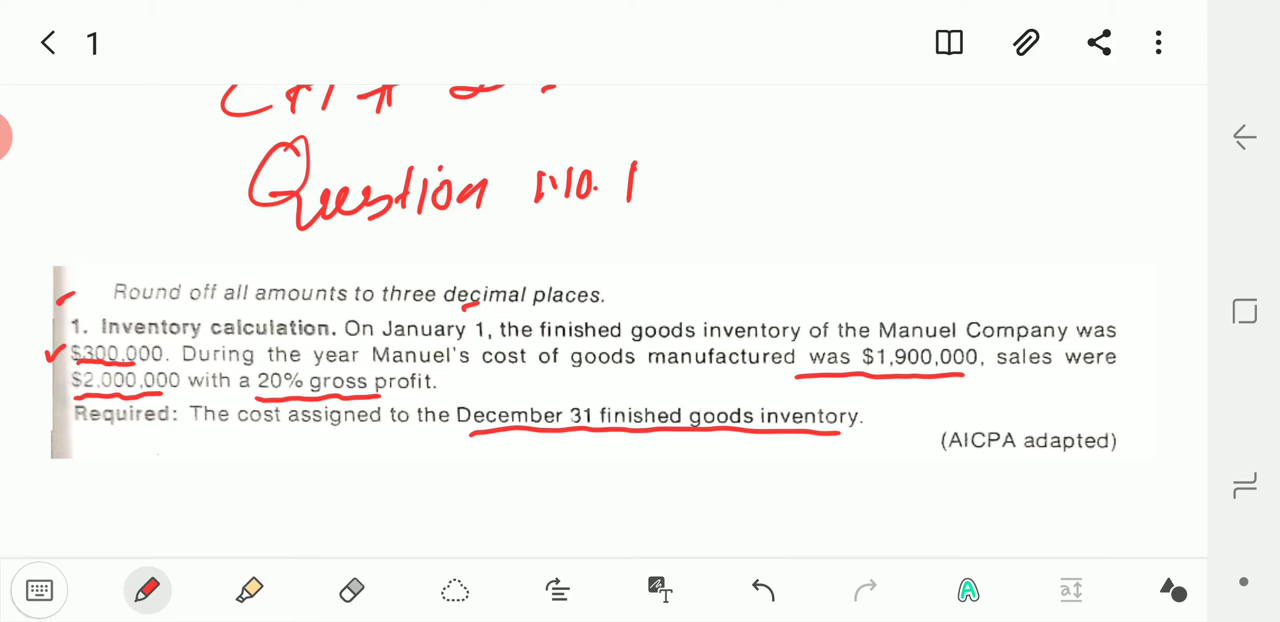 1
Question No. 1
Round off all amounts to three decimal places.
1. Inventory calculation. On January 1, the finished goods inventory of the Manuel Company was
$300,000. During the year Manuel's cost of goods manufactured was $1,900,000, sales were
$2,000,000 with a 20% gross profit.
Required: The cost assigned to the December 31 finished goods inventory.
(AICPA adapted)
T
A
a